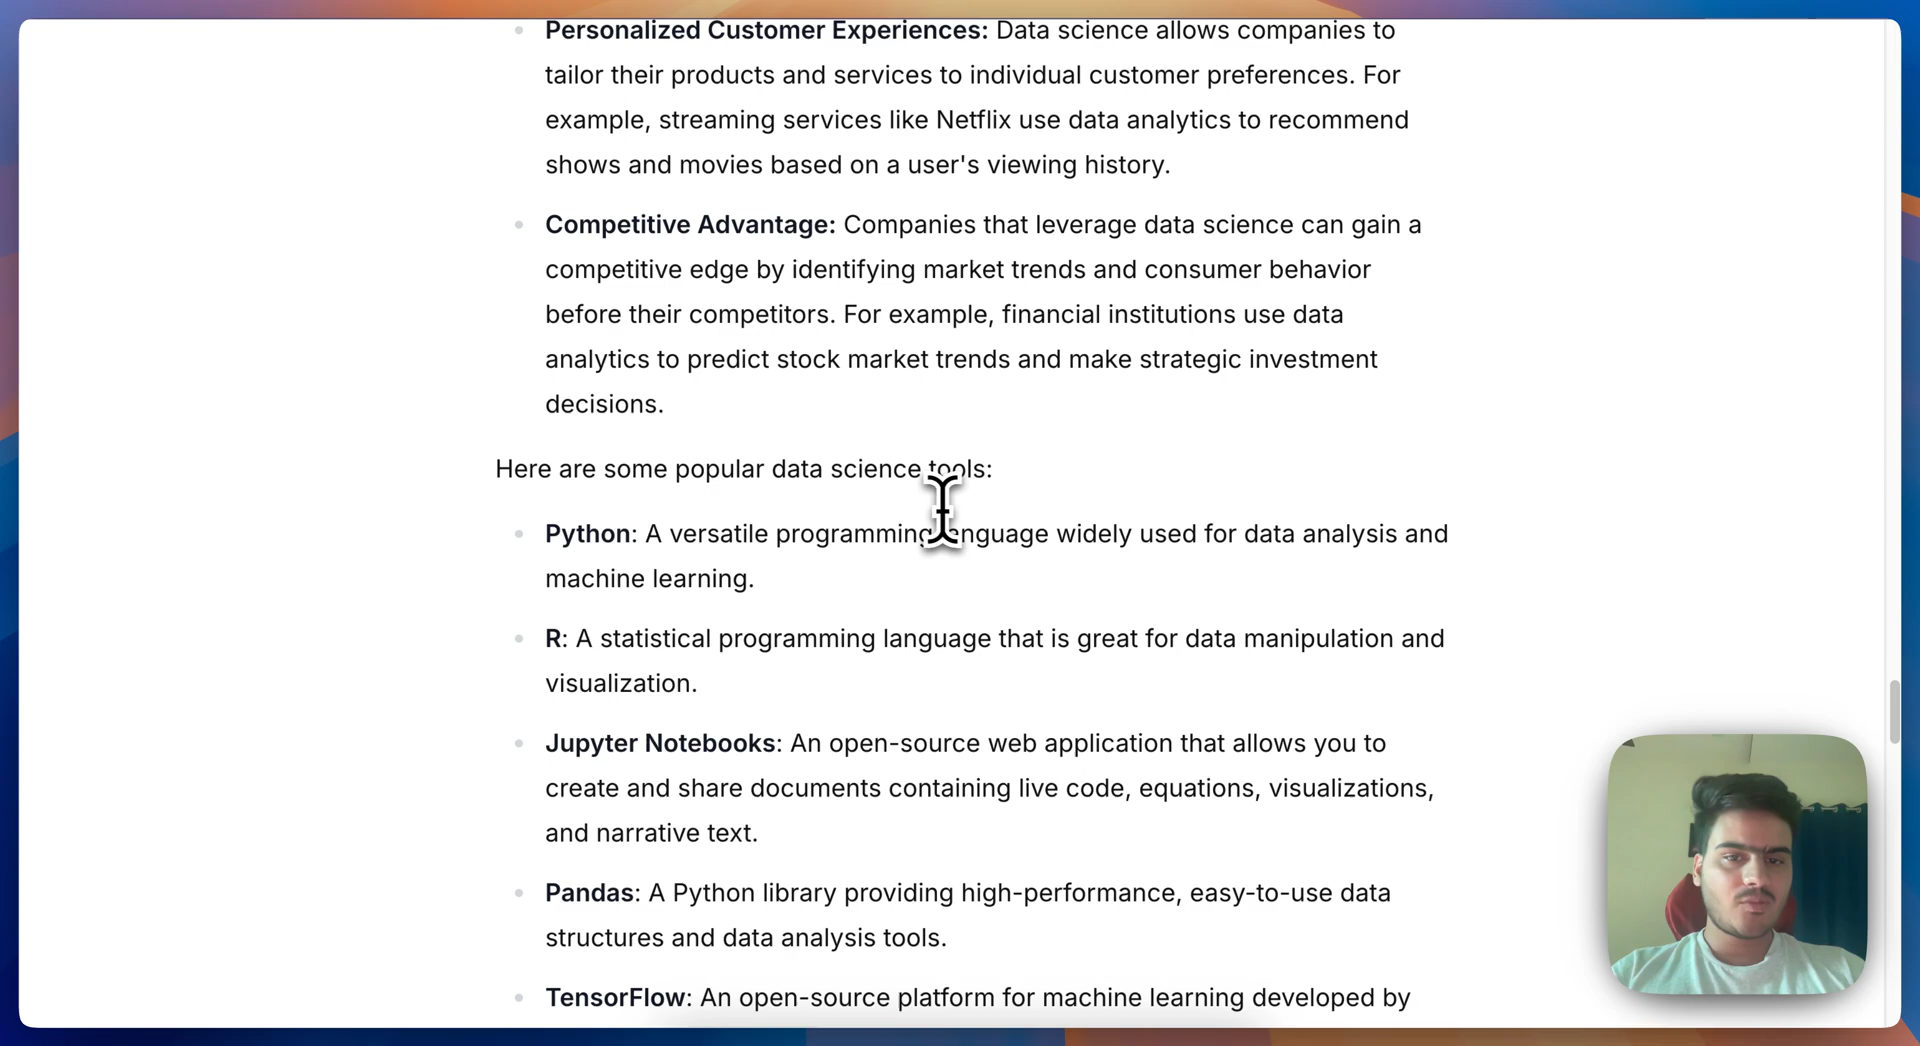 Personalized Customer Experiences: Data science allows companies to
tailor their products and services to individual customer preferences. For
example, streaming services like Netflix use data analytics to recommend
shows and movies based on a user's viewing history.
Competitive Advantage: Companies that leverage data science can gain a
competitive edge by identifying market trends and consumer behavior
before their competitors. For example, financial institutions use data
analytics to predict stock market trends and make strategic investment
decisions.
Here are some popular data science tools:
Python: A versatile programming language widely used for data analysis and
machine learning.
R: A statistical programming language that is great for data manipulation and
visualization.
Jupyter Notebooks: An open-source web application that allows you to
create and share documents containing live code, equations, visualizations,
and narrative text.
Pandas: A Python library providing high-performance, easy-to-use data
structures and data analysis tools.
TensorFlow: An open-source platform for machine learning developed by